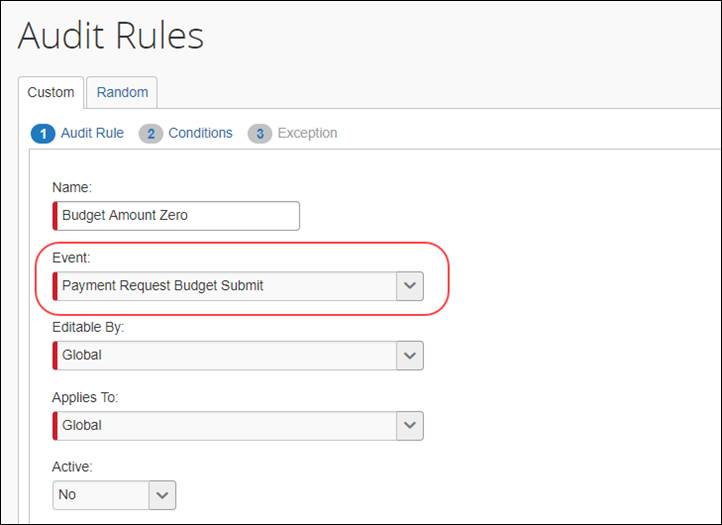 Audit Rules
Custom Random
1 Audit Rule 2 Conditions 3 Exception
Name:
Budget Amount Zero
Event:
Payment Request Budget Submit
Editable By:
Global
Applies To:
Global
Active:
No